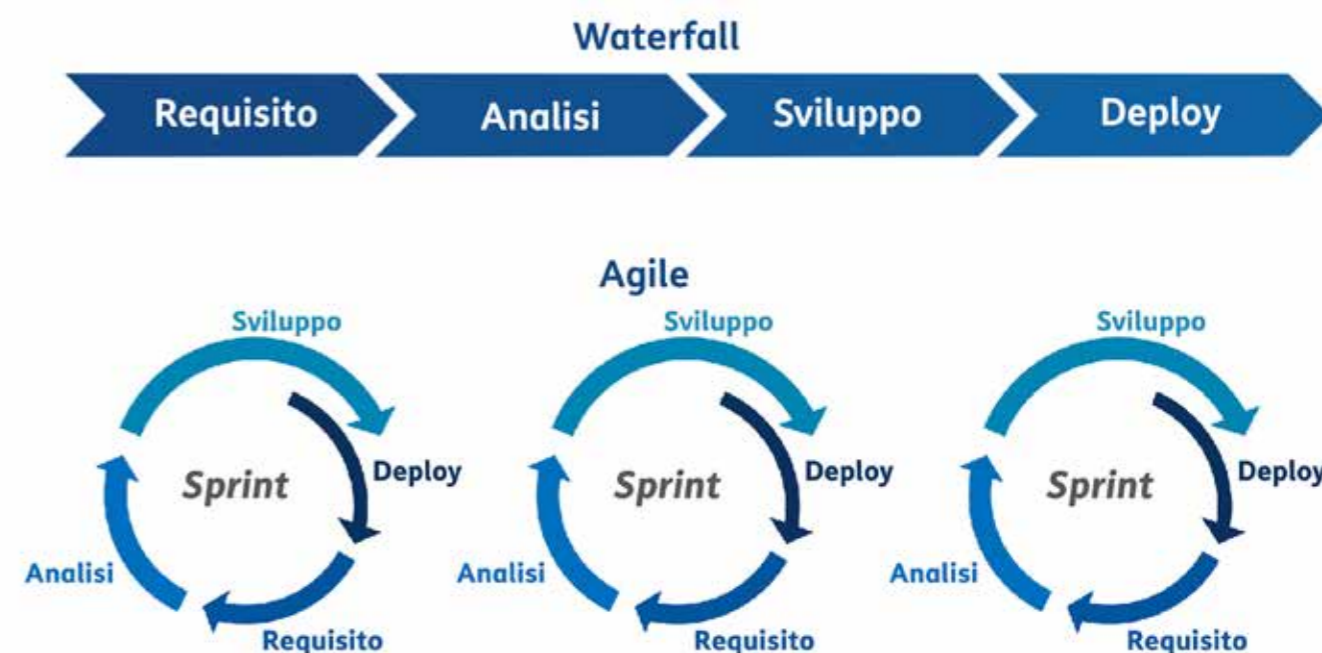 Waterfall
Requisito Analisi Sviluppo Deploy
Agile
Sviluppo Sviluppo Sviluppo
Deploy Deploy Deploy
Sprint Sprint Sprint
Analisi Analisi Analisi
Requisito Requisito Requisito